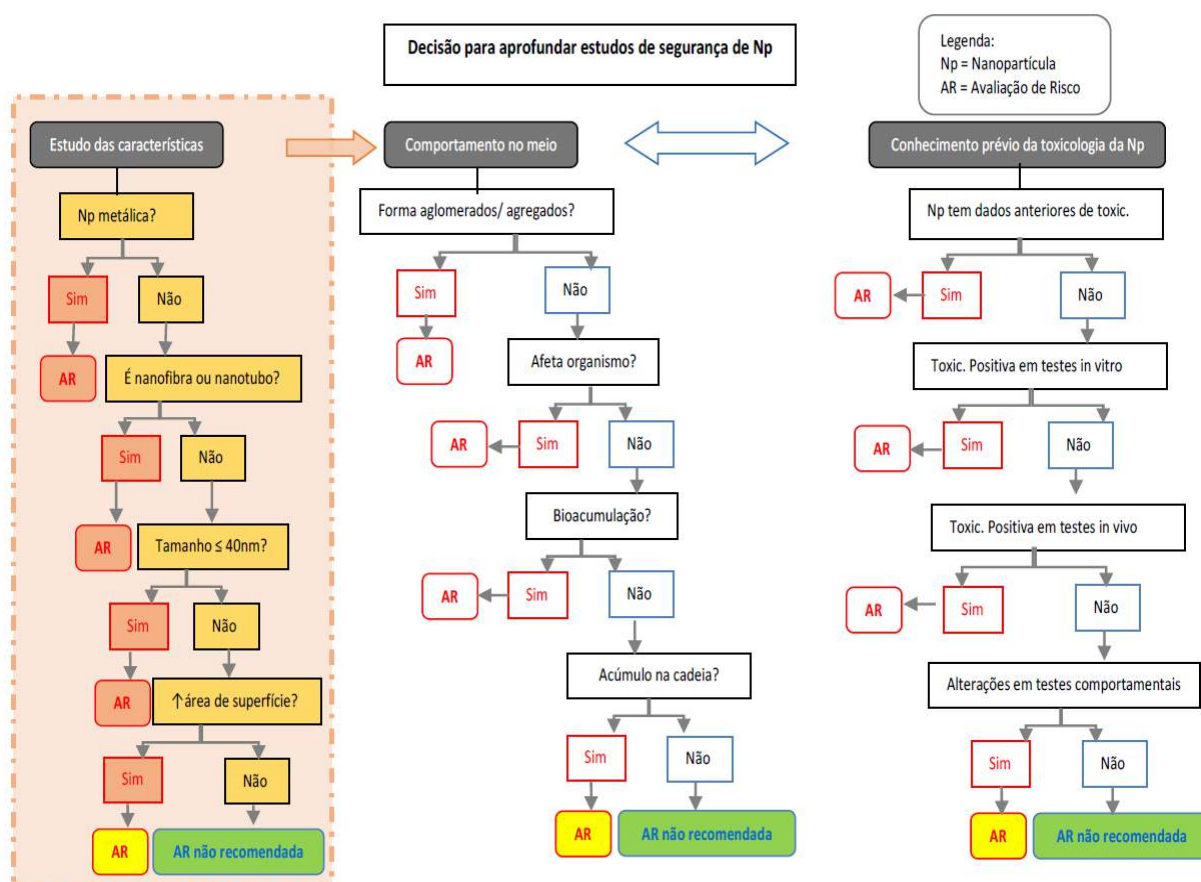 Decisão para aprofundar estudos de segurança de Np
Legenda:
Np = Nanopartícula
AR = Avaliação de Risco
Estudo das características
Np metálica?
Sim
Não
AR
É nanofibra ou nanotubo?
Sim
Não
AR
Tamanho ≤ 40nm?
Sim
Não
AR
↑área de superfície?
Sim
Não
AR
AR não recomendada
Comportamento no meio
Forma aglomerados/ agregados?
Sim
Não
AR
Afeta organismo?
AR
Sim
Não
Bioacumulação?
AR
Sim
Não
Acúmulo na cadeia?
Sim
Não
AR
AR não recomendada
Conhecimento prévio da toxicologia da Np
Np tem dados anteriores de toxic.
AR
Sim
Não
Toxic. Positiva em testes in vitro
AR
Sim
Não
Toxic. Positiva em testes in vivo
AR
Sim
Não
Alterações em testes comportamentais
Sim
Não
AR
AR não recomendada